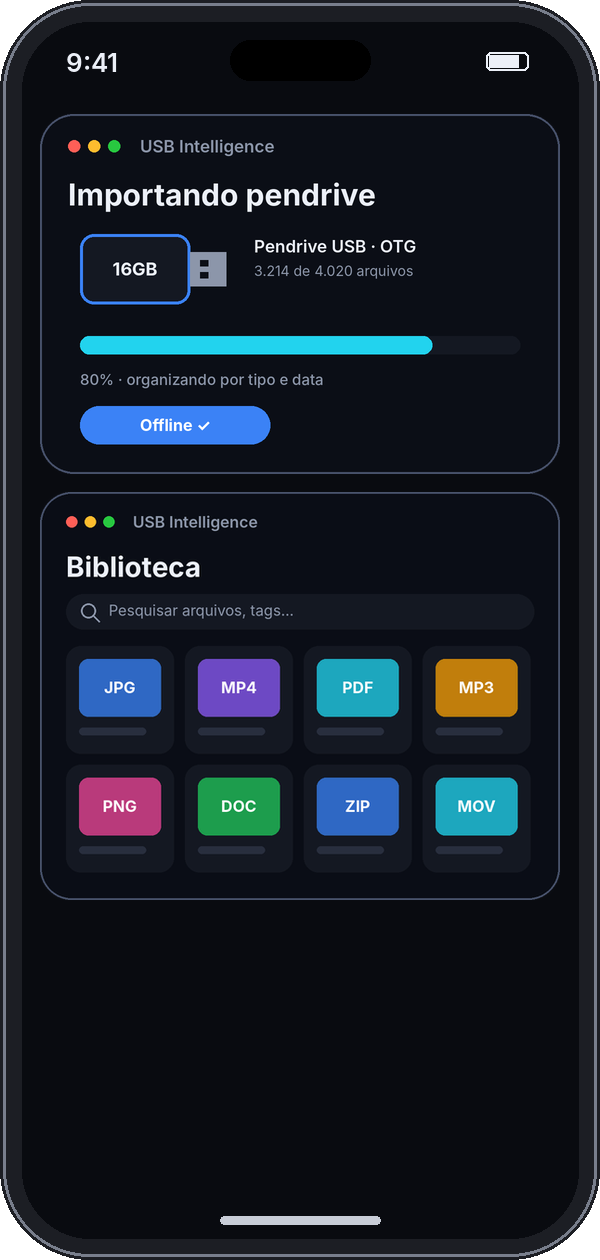 9:41
USB Intelligence
Importando pendrive
16GB
Pendrive USB · OTG
3.214 de 4.020 arquivos
80% · organizando por tipo e data
Offline ✓
USB Intelligence
Biblioteca
Pesquisar arquivos, tags...
JPG MP4 PDF MP3
PNG DOC ZIP MOV